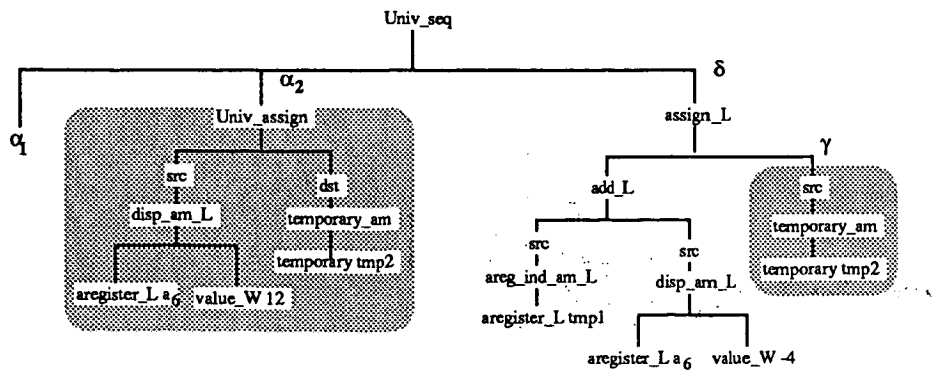 Univ_seq
α2
δ
α1
Univ_assign
assign_L
γ
src
dst
add_L
src
disp_am_L
temporary_am
temporary_am
src
src
temporary tmp2
areg_ind_am_L
disp_am_L
temporary tmp2
aregister_L a6
value_W 12
aregister_L tmp1
aregister_L a6
value_W -4